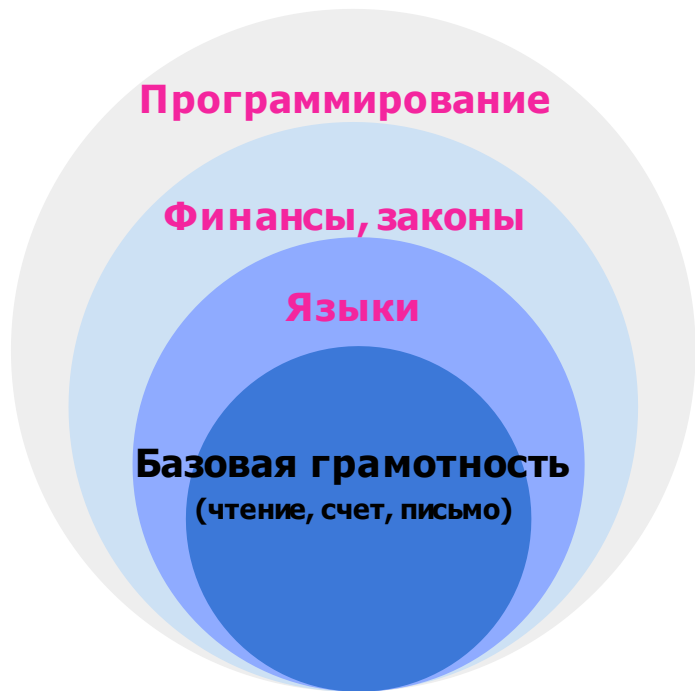 Программирование
Финансы, законы
Языки
Базовая грамотность
(чтение, счет, письмо)